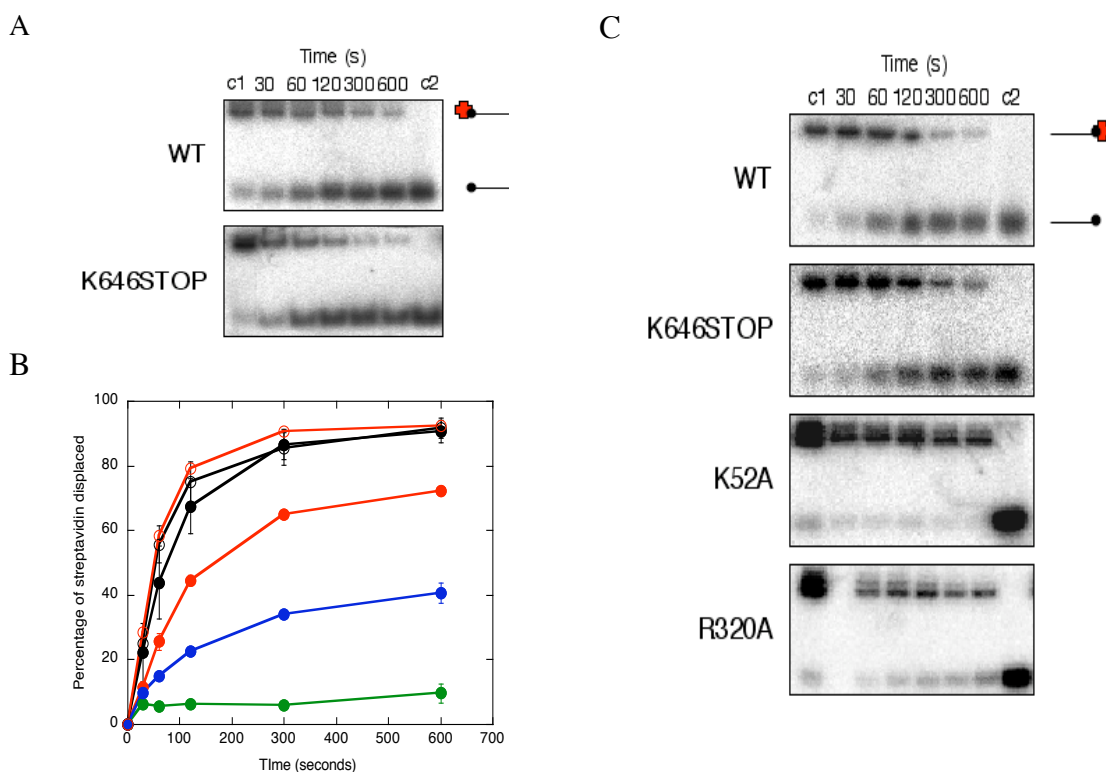 A
Time (s)
c1 30 60 120 300 600 c2
WT
K646STOP
B
Percentage of streptavidin displaced
100
80
60
40
20
0
0 100 200 300 400 500 600 700
TIme (seconds)
C
Time (s)
c1 30 60 120 300 600 c2
WT
K646STOP
K52A
R320A